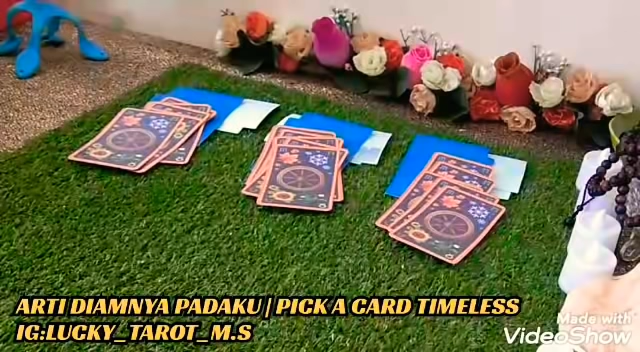 ARTI DIAMNYA PADAKU | PICK A CARD TIMELESS
IG:LUCKY_TAROT_M.S
Made with
VideoShow